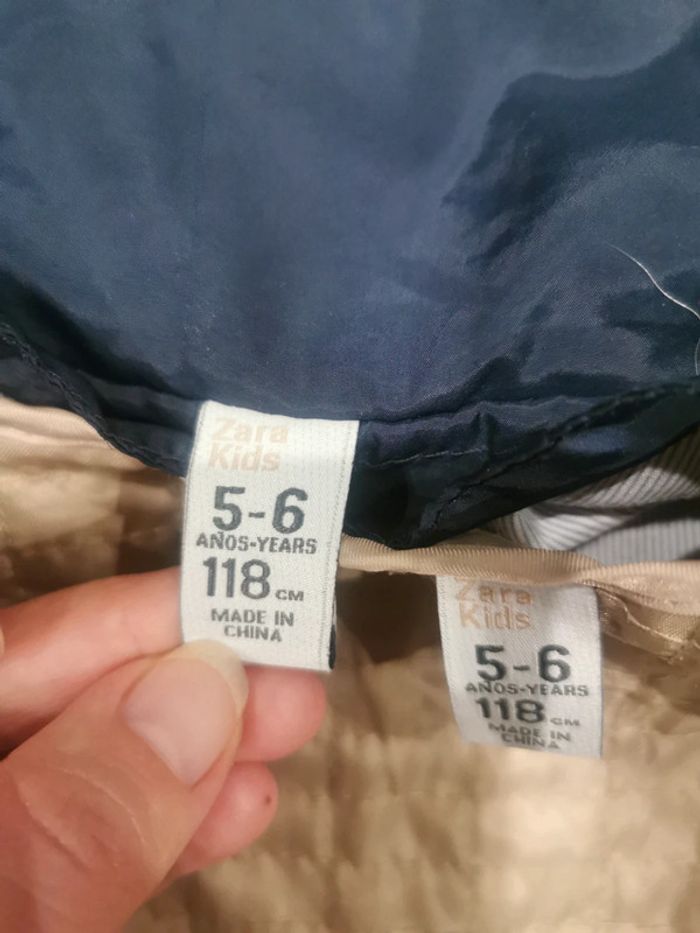 Zara
Kids
5-6
AÑOS-YEARS
118 CM
MADE IN
CHINA
Zara
Kids
5-6
AÑOS-YEARS
118 CM
MADE IN
CHINA